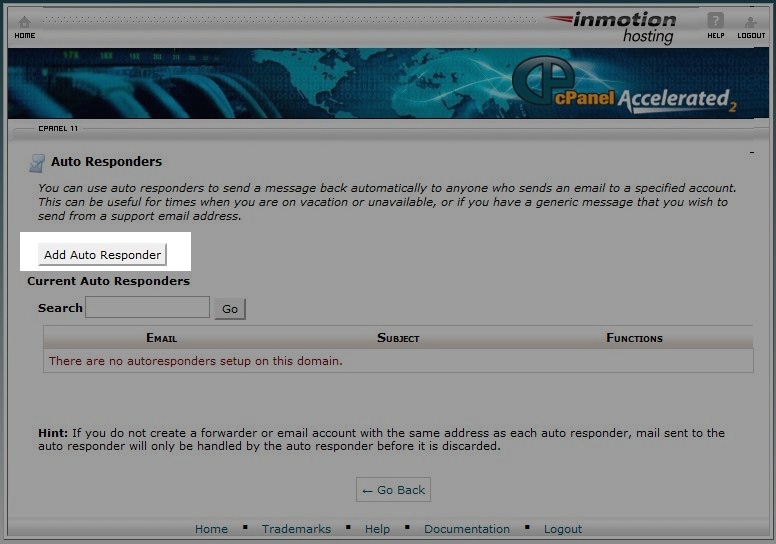 HOME
inmotion
hosting
HELP
LOGOUT
cPanel Accelerated2
CPANEL 11
Auto Responders
You can use auto responders to send a message back automatically to anyone who sends an email to a specified account.
This can be useful for times when you are on vacation or unavailable, or if you have a generic message that you wish to
send from a support email address.
Add Auto Responder
Current Auto Responders
Search Go
EMAIL SUBJECT FUNCTIONS
There are no autoresponders setup on this domain.
Hint: If you do not create a forwarder or email account with the same address as each auto responder, mail sent to the
auto responder will only be handled by the auto responder before it is discarded.
← Go Back
Home ▪ Trademarks ▪ Help ▪ Documentation ▪ Logout